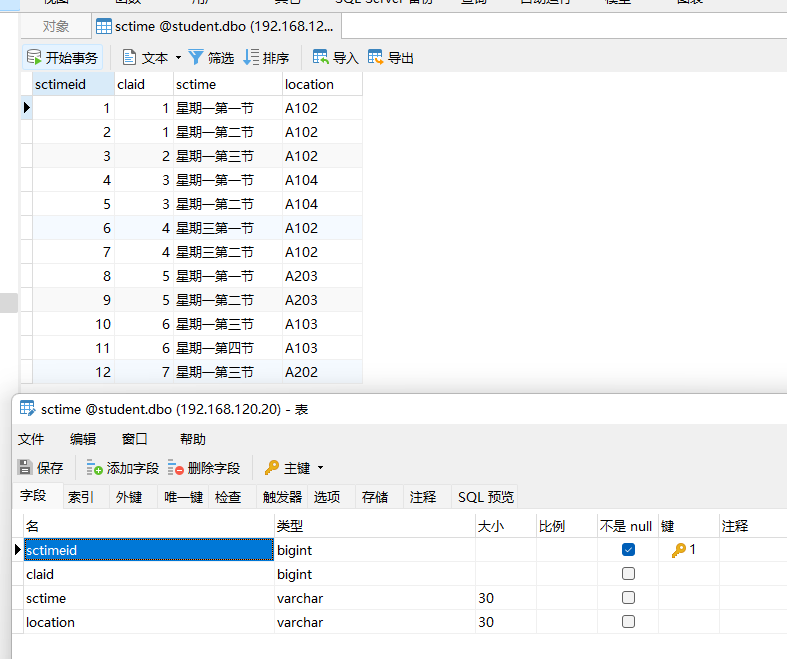 SQL Server 备份
对象 sctime @student.dbo (192.168.12...
开始事务 文本 筛选 排序 导入 导出
sctimeid claid sctime location
1 1 星期一第一节 A102
2 1 星期一第二节 A102
3 2 星期一第三节 A102
4 3 星期一第一节 A104
5 3 星期一第二节 A104
6 4 星期三第一节 A102
7 4 星期三第二节 A102
8 5 星期一第一节 A203
9 5 星期一第二节 A203
10 6 星期一第三节 A103
11 6 星期一第四节 A103
12 7 星期一第三节 A202
sctime @student.dbo (192.168.120.20) - 表
文件 编辑 窗口 帮助
保存 添加字段 删除字段 主键
字段 索引 外键 唯一键 检查 触发器 选项 存储 注释 SQL 预览
名 类型 大小 比例 不是 null 键 注释
sctimeid bigint 1
claid bigint
sctime varchar 30
location varchar 30